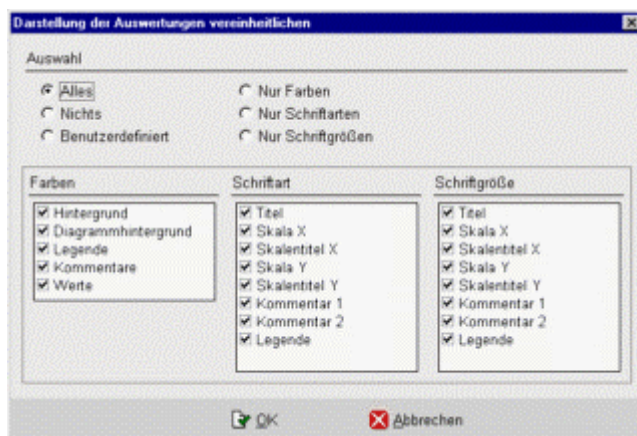 Darstellung der Auswertungen vereinheitlichen
Auswahl
Alles
Nichts
Benutzerdefiniert
Nur Farben
Nur Schriftarten
Nur Schriftgrößen
Farben
Hintergrund
Diagrammhintergrund
Legende
Kommentare
Werte
Schriftart
Titel
Skala X
Skalentitel X
Skala Y
Skalentitel Y
Kommentar 1
Kommentar 2
Legende
Schriftgröße
Titel
Skala X
Skalentitel X
Skala Y
Skalentitel Y
Kommentar 1
Kommentar 2
Legende
OK
Abbrechen